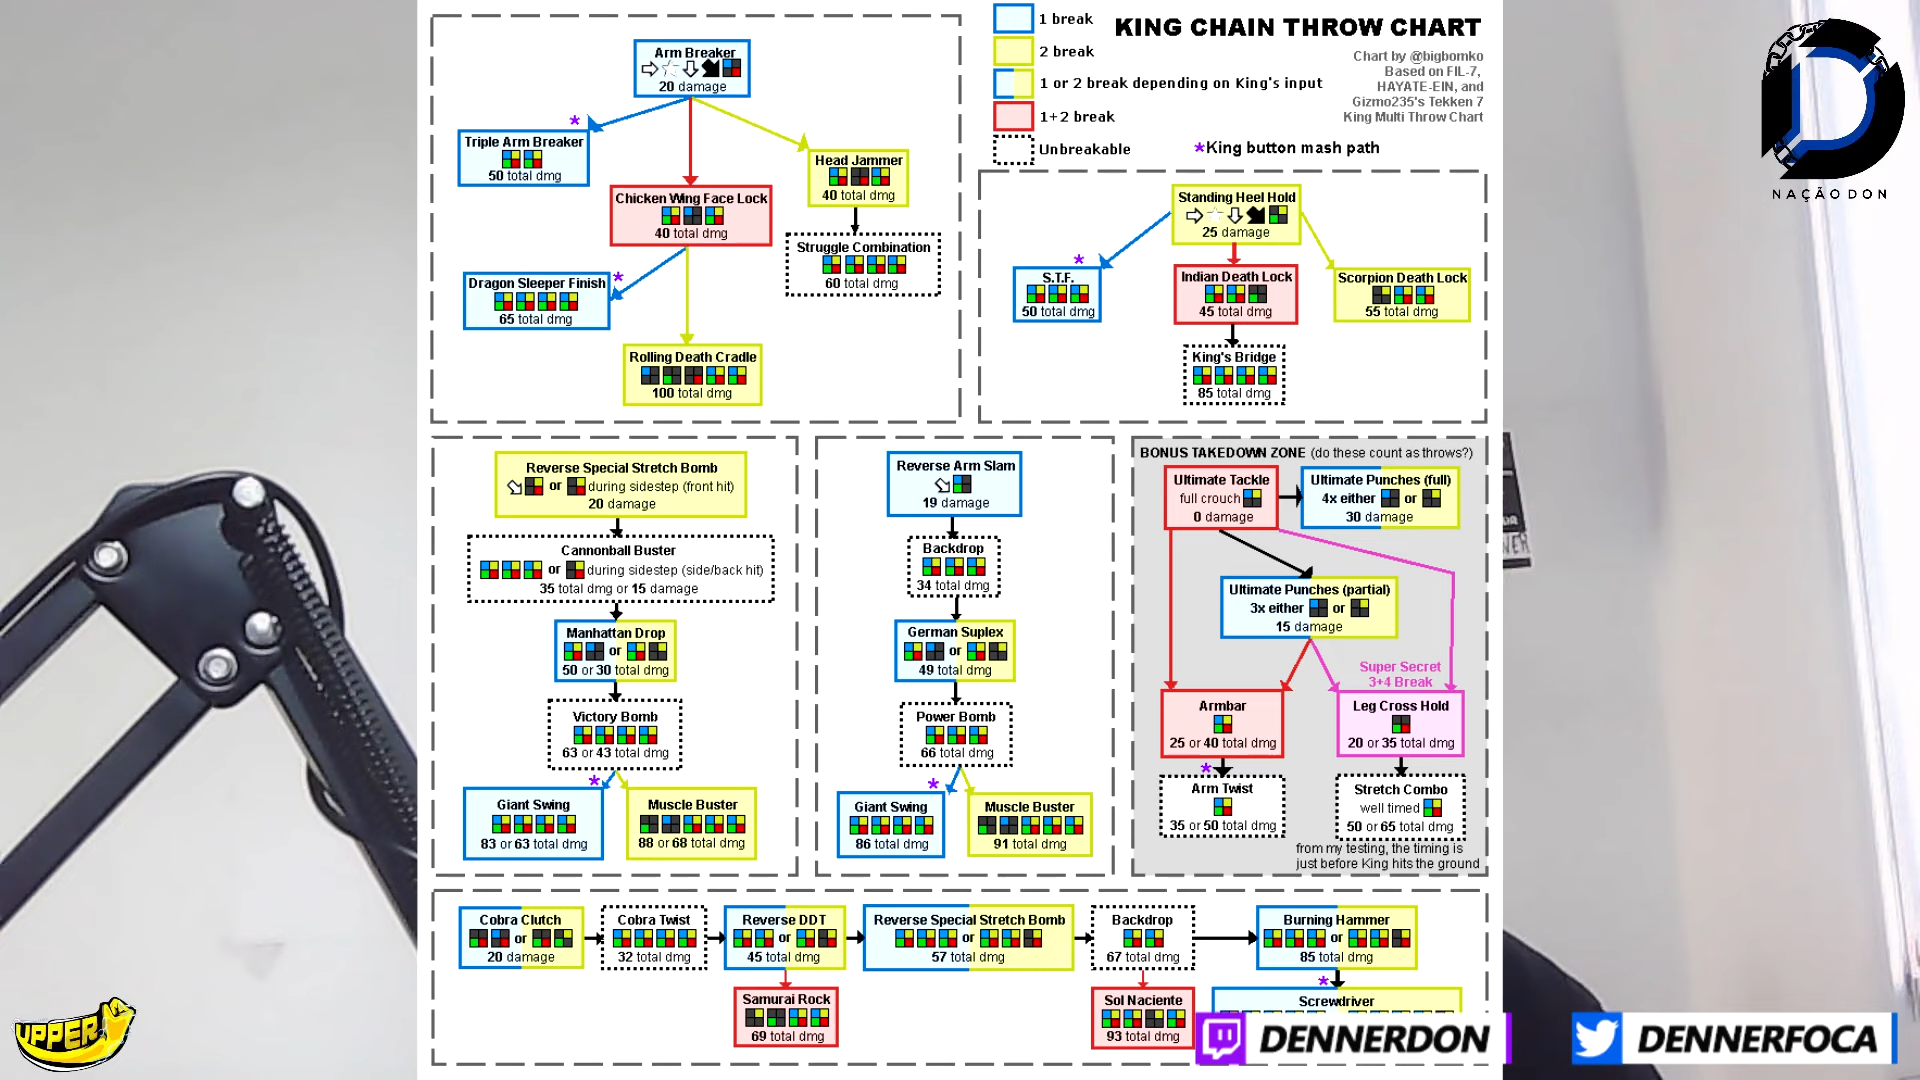 KING CHAIN THROW CHART
Chart by @bigbomko
Based on FIL-7,
HAYATE-EIN, and
Gizmo235's Tekken 7
King Multi Throw Chart
1 break
2 break
1 or 2 break depending on King's input
1+2 break
Unbreakable
*King button mash path
Arm Breaker
20 damage
*
Triple Arm Breaker
50 total dmg
Head Jammer
40 total dmg
Chicken Wing Face Lock
40 total dmg
Struggle Combination
60 total dmg
*
Dragon Sleeper Finish
65 total dmg
Rolling Death Cradle
100 total dmg
Standing Heel Hold
25 damage
*
S.T.F.
50 total dmg
Indian Death Lock
45 total dmg
Scorpion Death Lock
55 total dmg
King's Bridge
85 total dmg
Reverse Special Stretch Bomb
or during sidestep (front hit)
20 damage
Cannonball Buster
or during sidestep (side/back hit)
35 total dmg or 15 damage
Manhattan Drop
or
50 or 30 total dmg
Victory Bomb
63 or 43 total dmg
*
Giant Swing
83 or 63 total dmg
Muscle Buster
88 or 68 total dmg
Reverse Arm Slam
19 damage
Backdrop
34 total dmg
German Suplex
or
49 total dmg
Power Bomb
66 total dmg
*
Giant Swing
86 total dmg
Muscle Buster
91 total dmg
BONUS TAKEDOWN ZONE (do these count as throws?)
Ultimate Tackle
full crouch
0 damage
Ultimate Punches (full)
4x either or
30 damage
Ultimate Punches (partial)
3x either or
15 damage
Super Secret
3+4 Break
Armbar
25 or 40 total dmg
Leg Cross Hold
20 or 35 total dmg
*
Arm Twist
35 or 50 total dmg
Stretch Combo
well timed
50 or 65 total dmg
from my testing, the timing is
just before King hits the ground
Cobra Clutch
or
20 damage
Cobra Twist
32 total dmg
Reverse DDT
or
45 total dmg
Reverse Special Stretch Bomb
or
57 total dmg
Backdrop
67 total dmg
Burning Hammer
or
85 total dmg
Samurai Rock
69 total dmg
Sol Naciente
93 total dmg
*
Screwdriver
NAÇÃO DON
UPPER
DENNERDON
DENNERFOCA